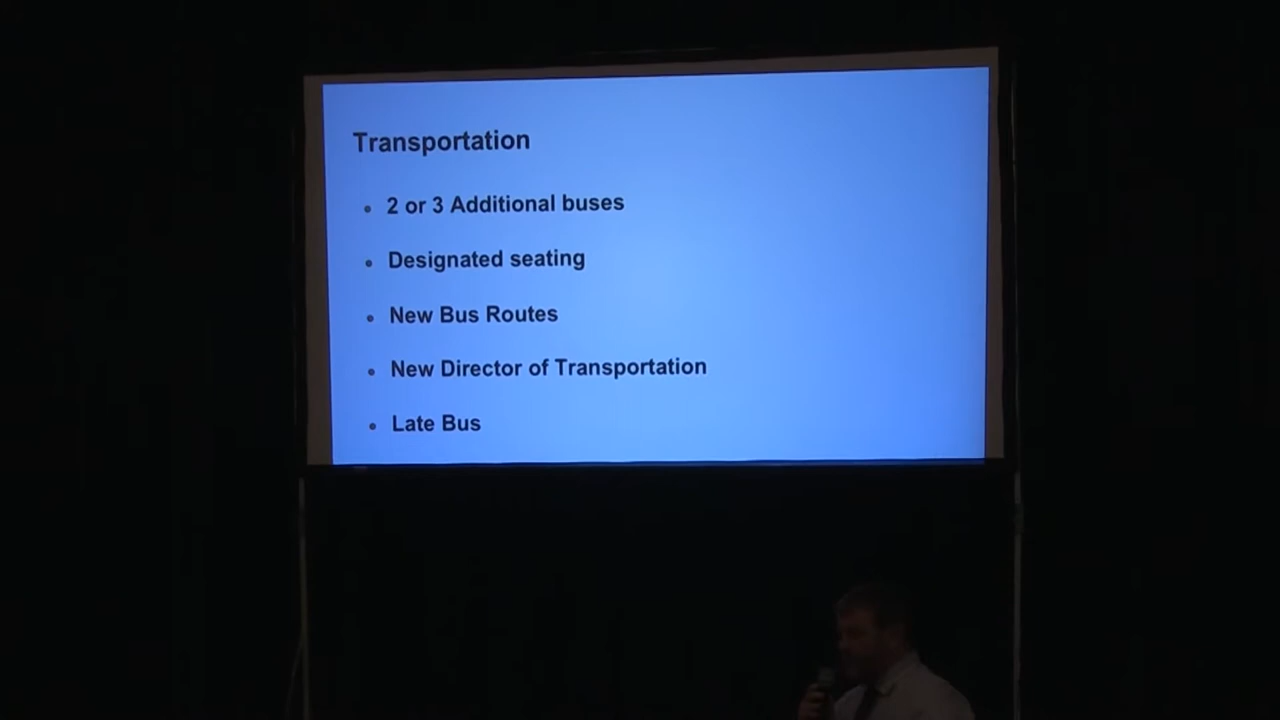 Transportation
2 or 3 Additional buses
Designated seating
New Bus Routes
New Director of Transportation
Late Bus